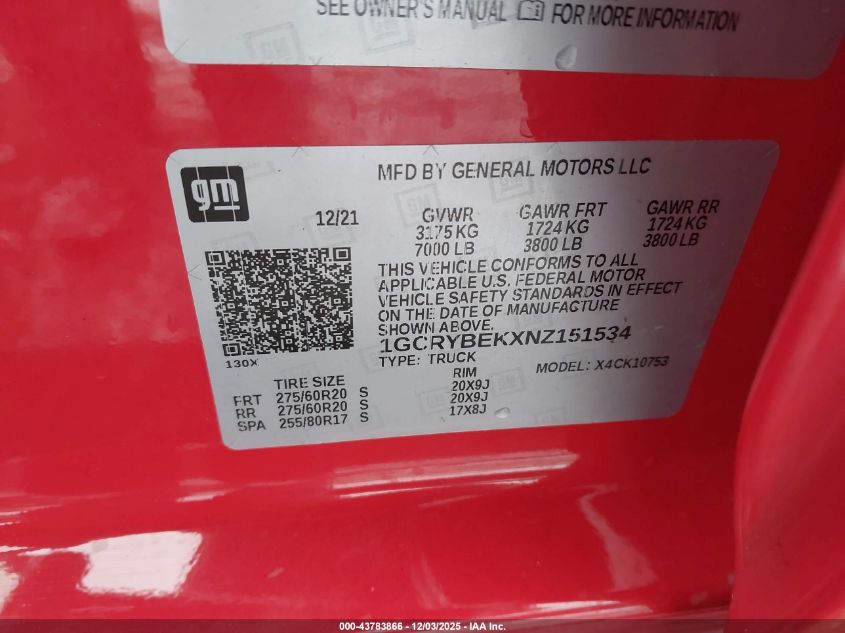 SEE OWNER'S MANUAL FOR MORE INFORMATION
gm
MFD BY GENERAL MOTORS LLC
12/21
GVWR GAWR FRT GAWR RR
3175 KG 1724 KG 1724 KG
7000 LB 3800 LB 3800 LB
THIS VEHICLE CONFORMS TO ALL
APPLICABLE U.S. FEDERAL MOTOR
VEHICLE SAFETY STANDARDS IN EFFECT
ON THE DATE OF MANUFACTURE
SHOWN ABOVE.
1GCRYBEKXNZ151534
130X
TYPE: TRUCK
MODEL: X4CK10753
TIRE SIZE RIM
FRT 275/60R20 S 20X9J
RR 275/60R20 S 20X9J
SPA 255/80R17 S 17X8J
000-43783866 - 12/03/2025 - IAA Inc.